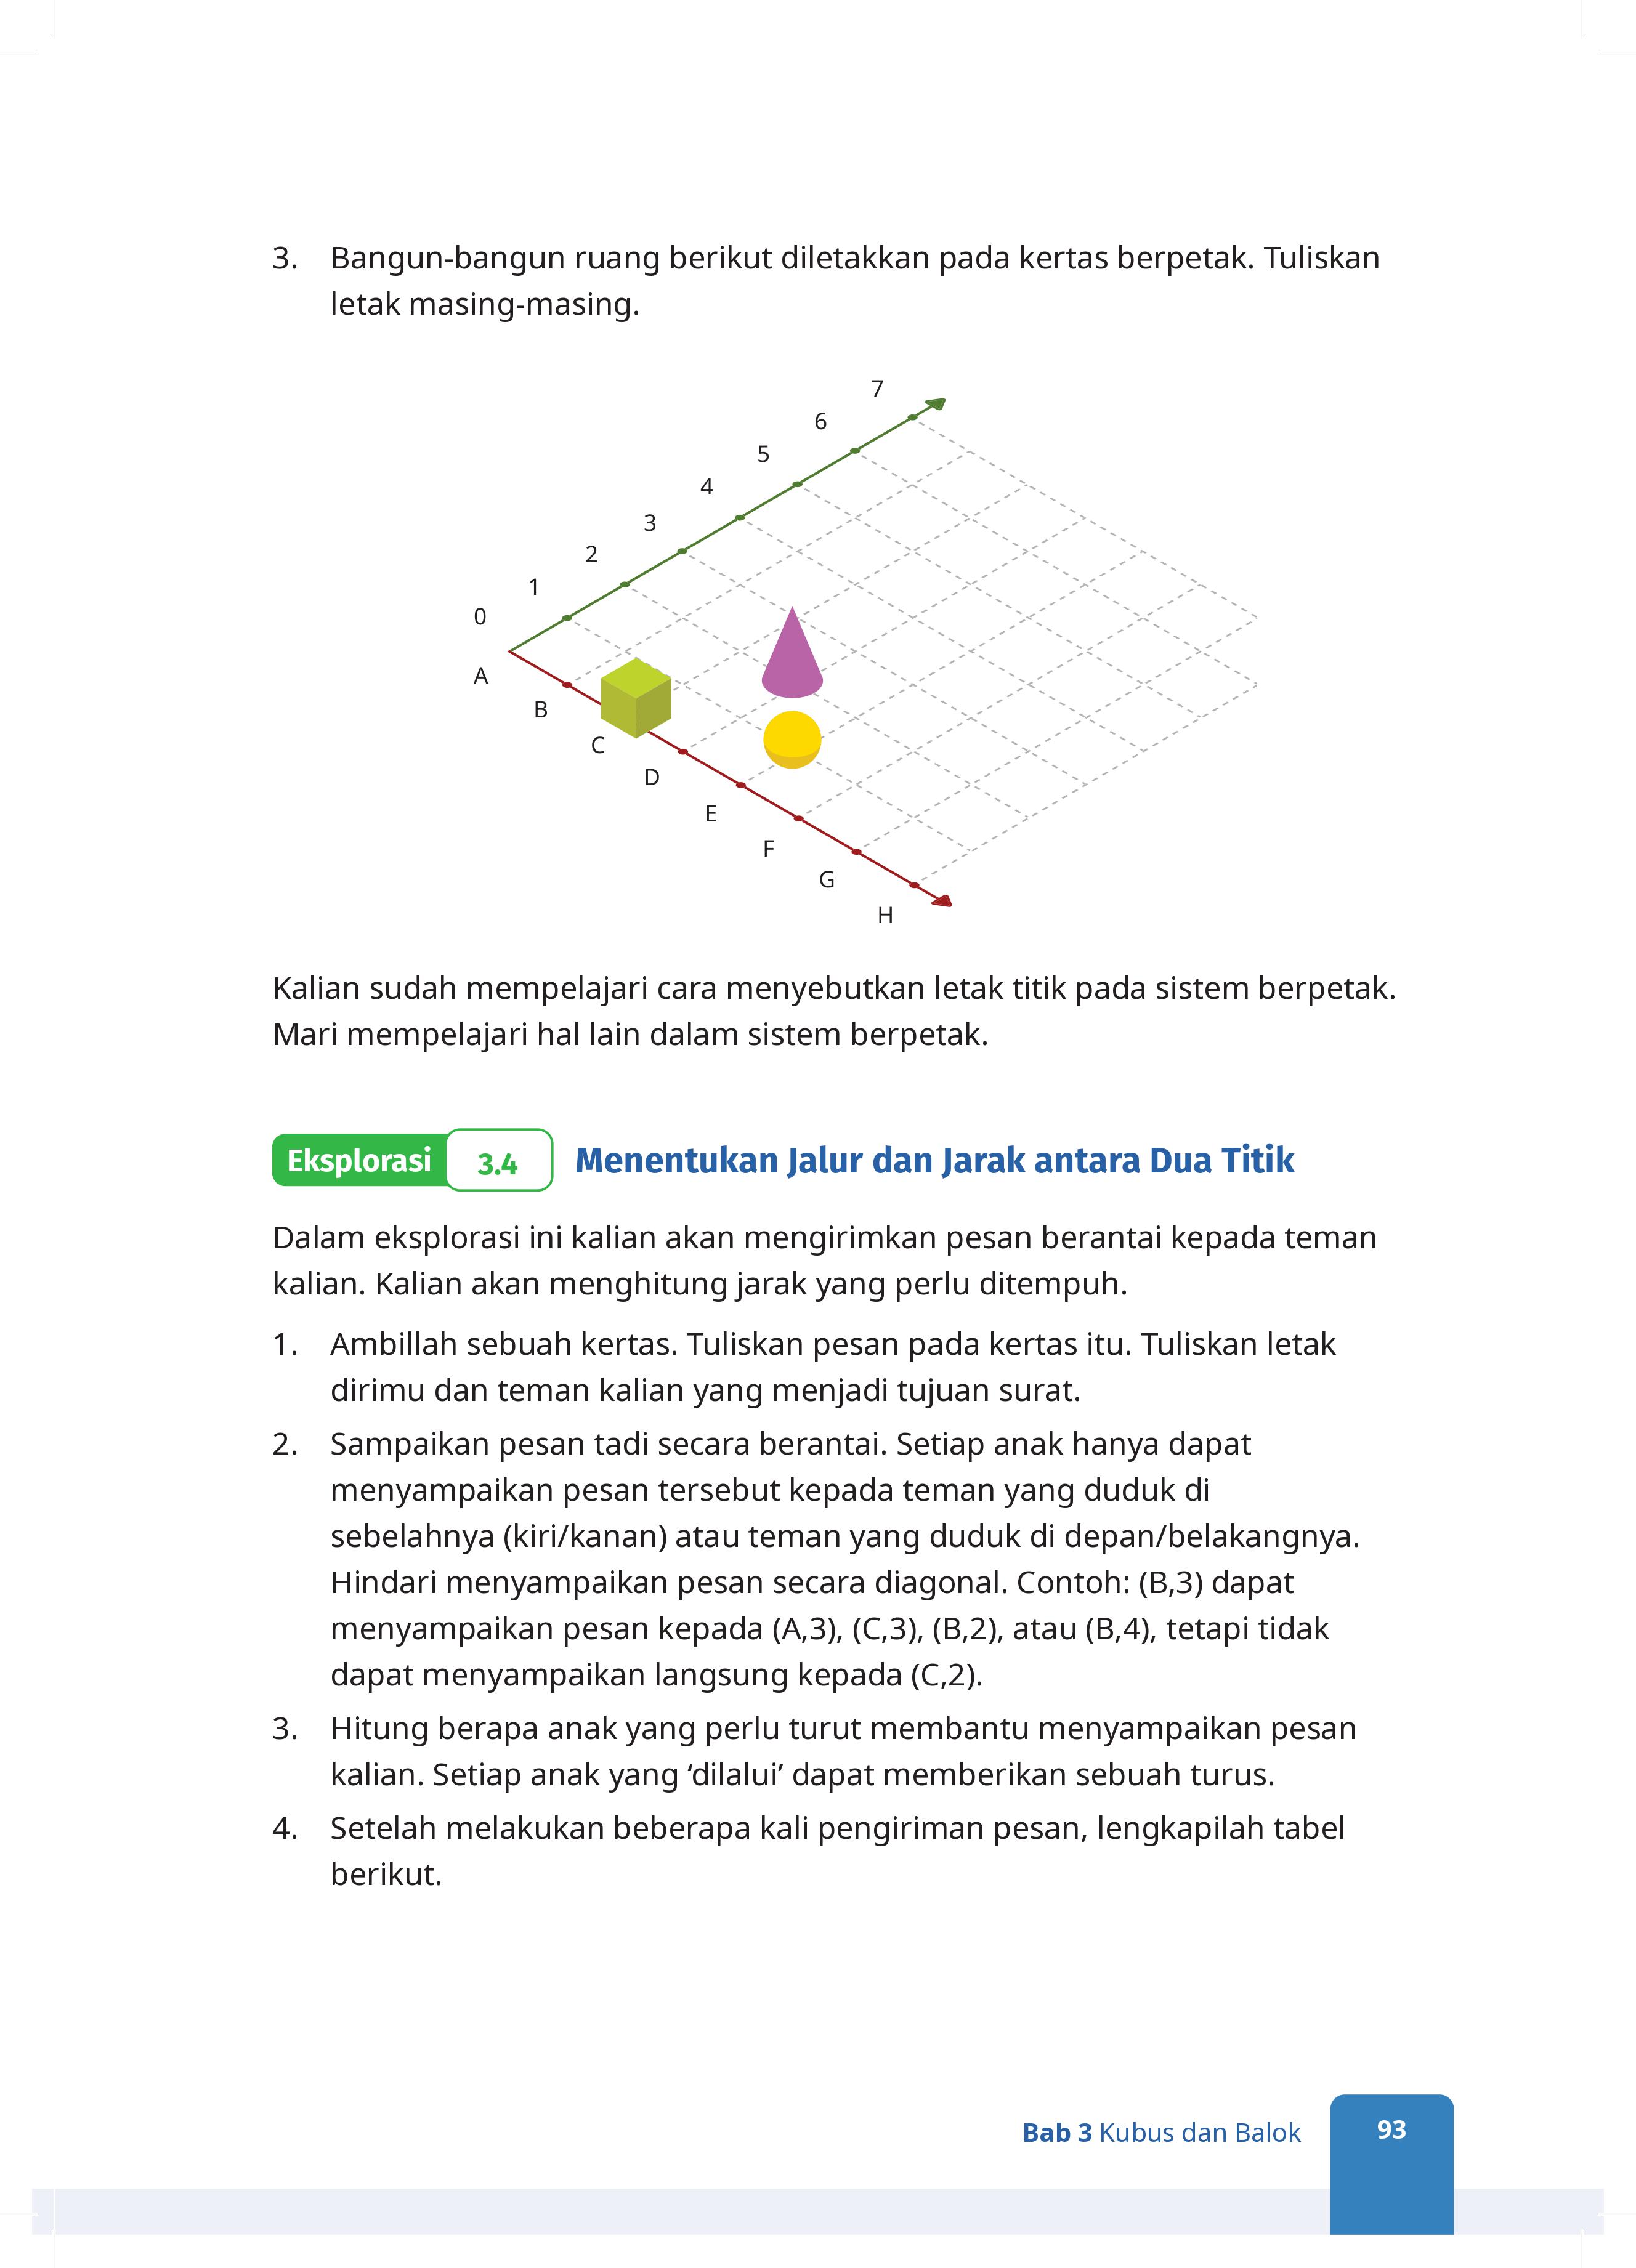 3. Bangun-bangun ruang berikut diletakkan pada kertas berpetak. Tuliskan
letak masing-masing.
7
6
5
4
3
2
1
0
A
B
C
D
E
F
G
H
Kalian sudah mempelajari cara menyebutkan letak titik pada sistem berpetak.
Mari mempelajari hal lain dalam sistem berpetak.
Eksplorasi 3.4 Menentukan Jalur dan Jarak antara Dua Titik
Dalam eksplorasi ini kalian akan mengirimkan pesan berantai kepada teman
kalian. Kalian akan menghitung jarak yang perlu ditempuh.
1. Ambillah sebuah kertas. Tuliskan pesan pada kertas itu. Tuliskan letak
dirimu dan teman kalian yang menjadi tujuan surat.
2. Sampaikan pesan tadi secara berantai. Setiap anak hanya dapat
menyampaikan pesan tersebut kepada teman yang duduk di
sebelahnya (kiri/kanan) atau teman yang duduk di depan/belakangnya.
Hindari menyampaikan pesan secara diagonal. Contoh: (B,3) dapat
menyampaikan pesan kepada (A,3), (C,3), (B,2), atau (B,4), tetapi tidak
dapat menyampaikan langsung kepada (C,2).
3. Hitung berapa anak yang perlu turut membantu menyampaikan pesan
kalian. Setiap anak yang ‘dilalui’ dapat memberikan sebuah turus.
4. Setelah melakukan beberapa kali pengiriman pesan, lengkapilah tabel
berikut.
Bab 3 Kubus dan Balok 93